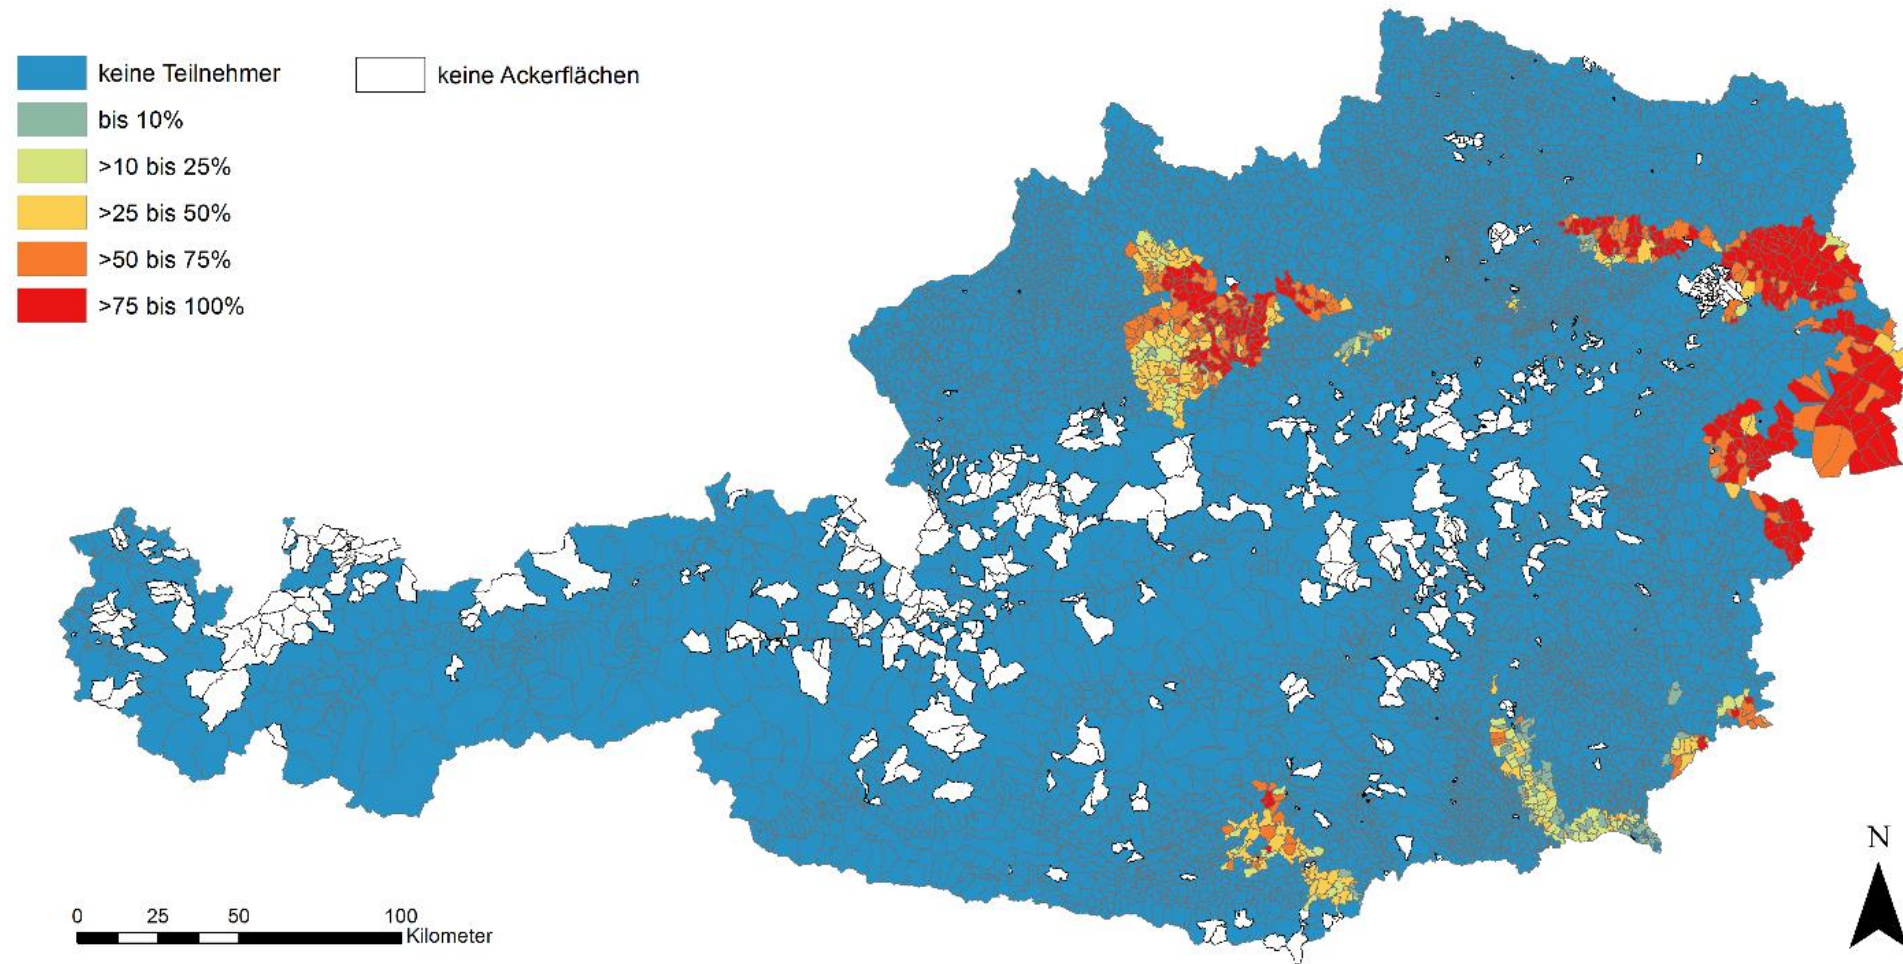 keine Teilnehmer
keine Ackerflächen
bis 10%
>10 bis 25%
>25 bis 50%
>50 bis 75%
>75 bis 100%
N
0 25 50 100
Kilometer